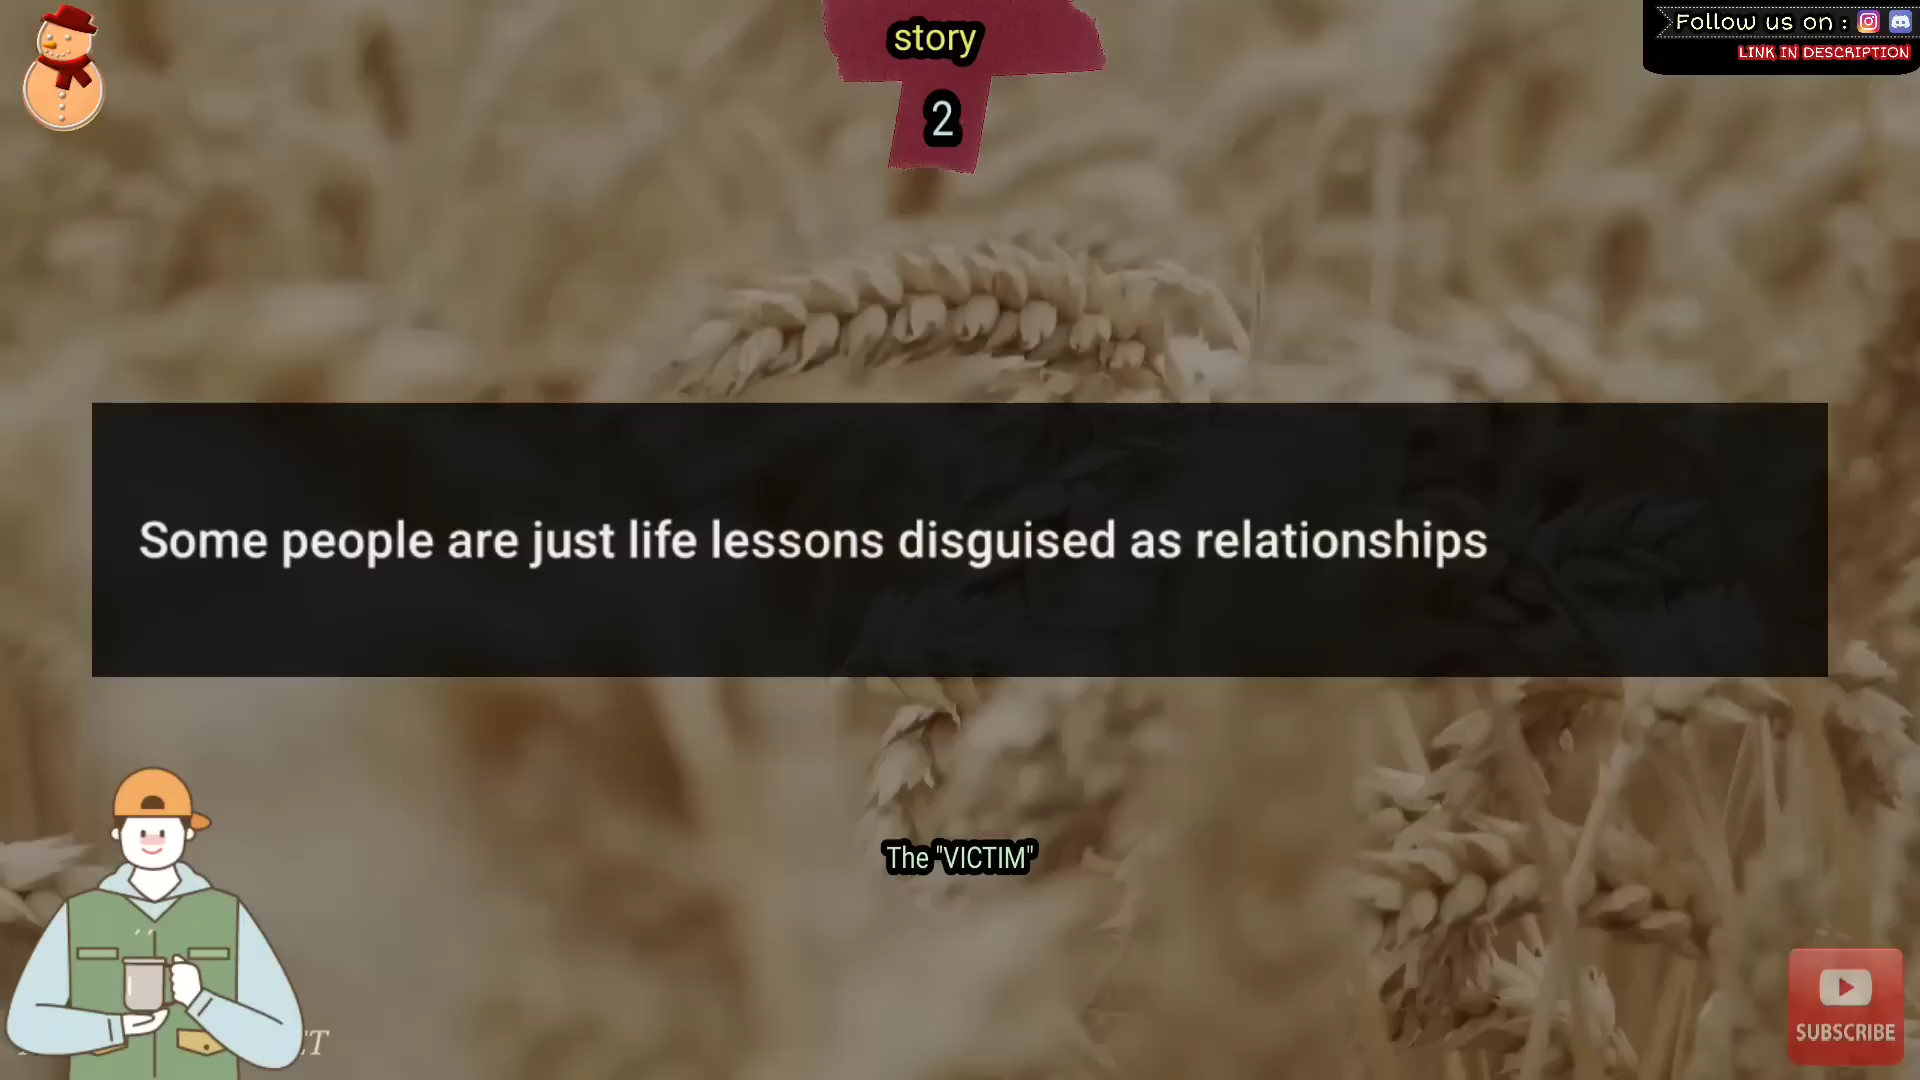 story
2
Follow us on :
LINK IN DESCRIPTION
Some people are just life lessons disguised as relationships
The "VICTIM"
SUBSCRIBE